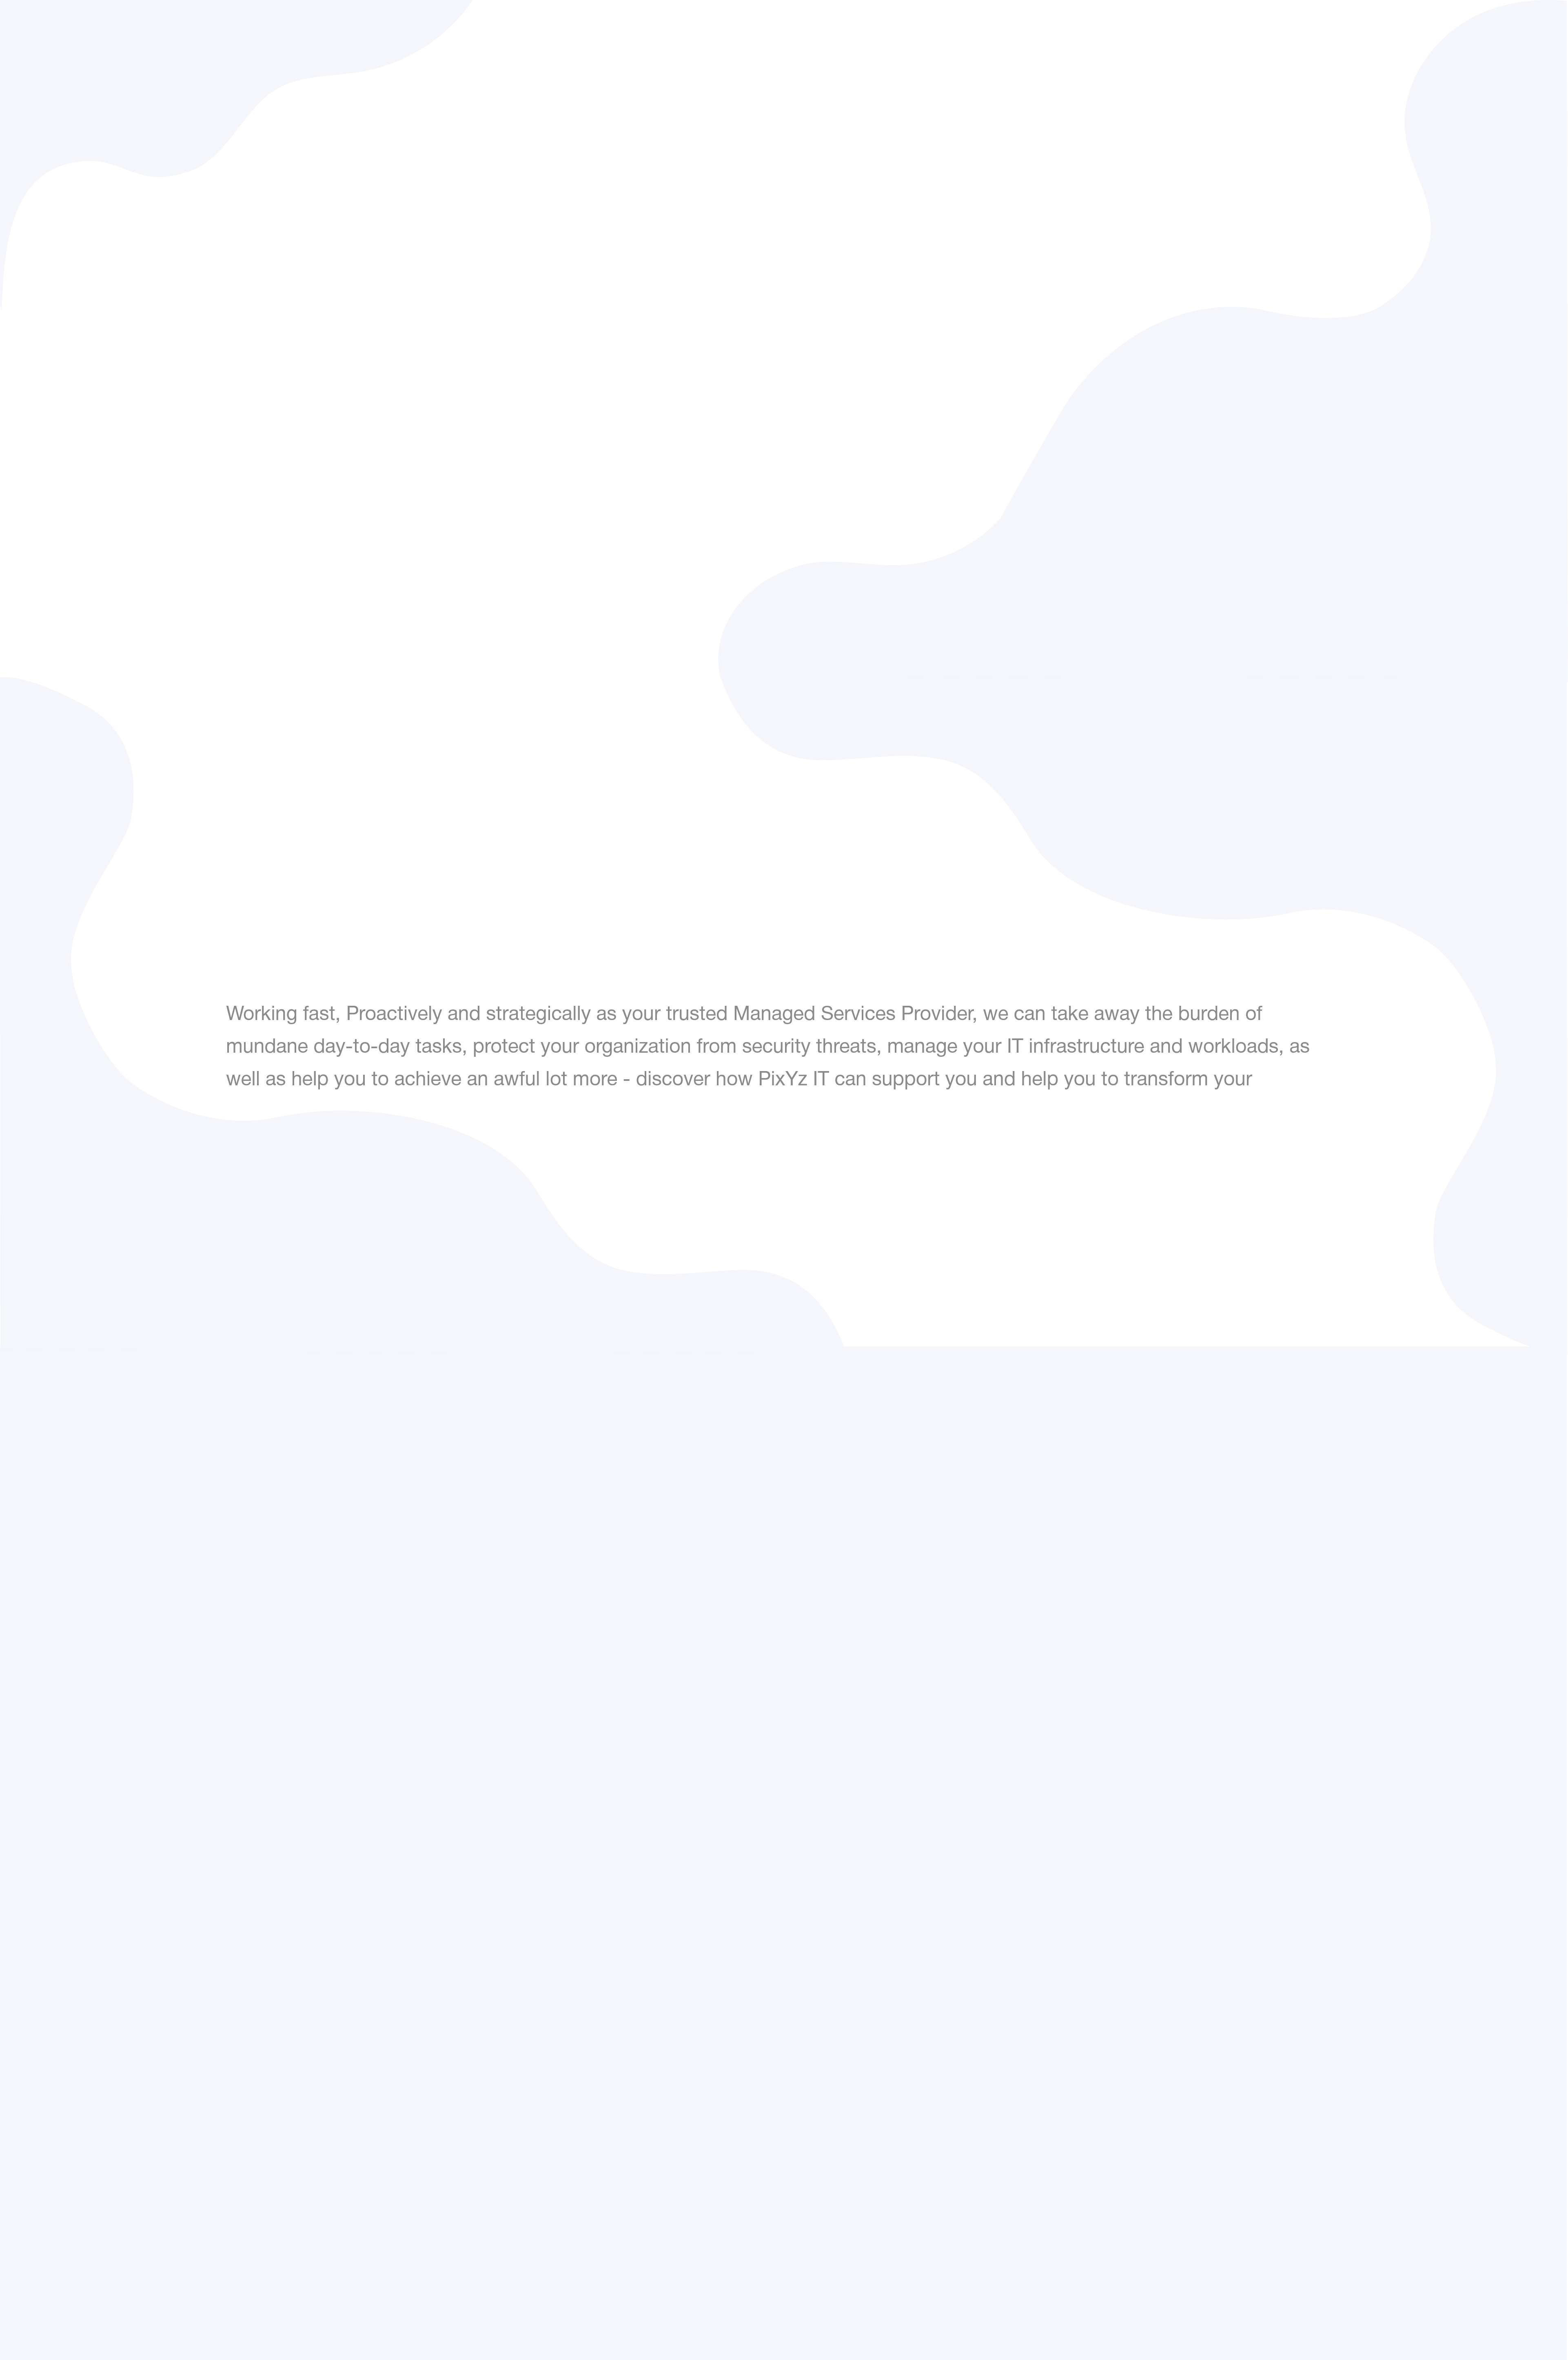 Working fast, Proactively and strategically as your trusted Managed Services Provider, we can take away the burden of
mundane day-to-day tasks, protect your organization from security threats, manage your IT infrastructure and workloads, as
well as help you to achieve an awful lot more - discover how PixYz IT can support you and help you to transform your